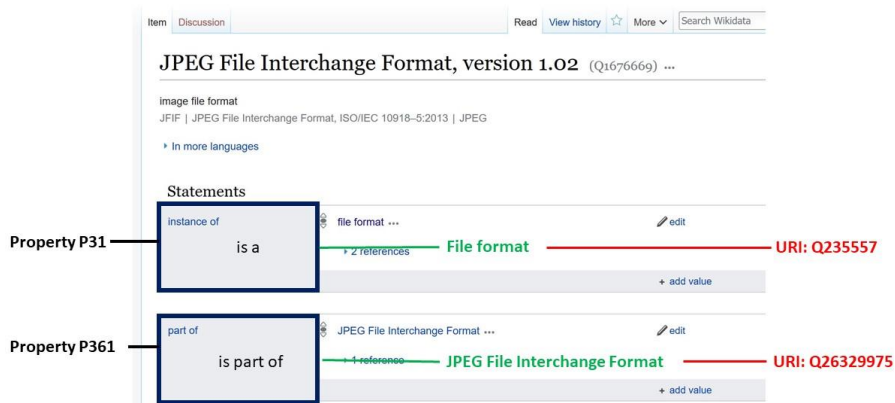 Item Discussion Read View history More Search Wikidata
JPEG File Interchange Format, version 1.02 (Q1676669) ...
image file format
JFIF | JPEG File Interchange Format, ISO/IEC 10918–5:2013 | JPEG
In more languages
Statements
instance of file format ... edit
Property P31 is a 2 references File format URI: Q235557
+ add value
part of JPEG File Interchange Format ... edit
Property P361 is part of 1 reference JPEG File Interchange Format URI: Q26329975
+ add value